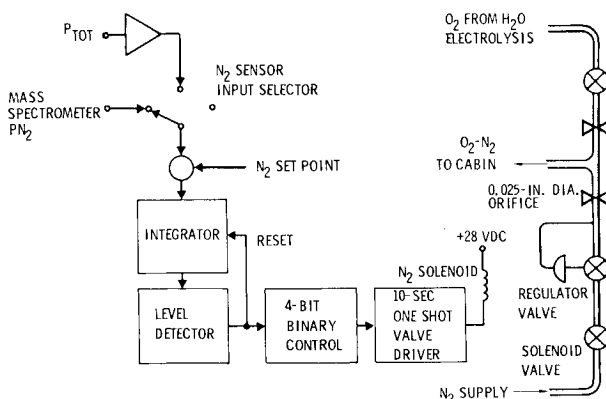 P_TOT
N2 SENSOR
INPUT SELECTOR
MASS
SPECTROMETER
PN2
N2 SET POINT
INTEGRATOR
RESET
LEVEL
DETECTOR
4-BIT
BINARY
CONTROL
10-SEC
ONE SHOT
VALVE
DRIVER
+28 VDC
N2 SOLENOID
O2 FROM H2O
ELECTROLYSIS
O2-N2
TO CABIN
0.025-IN. DIA.
ORIFICE
REGULATOR
VALVE
SOLENOID
VALVE
N2 SUPPLY